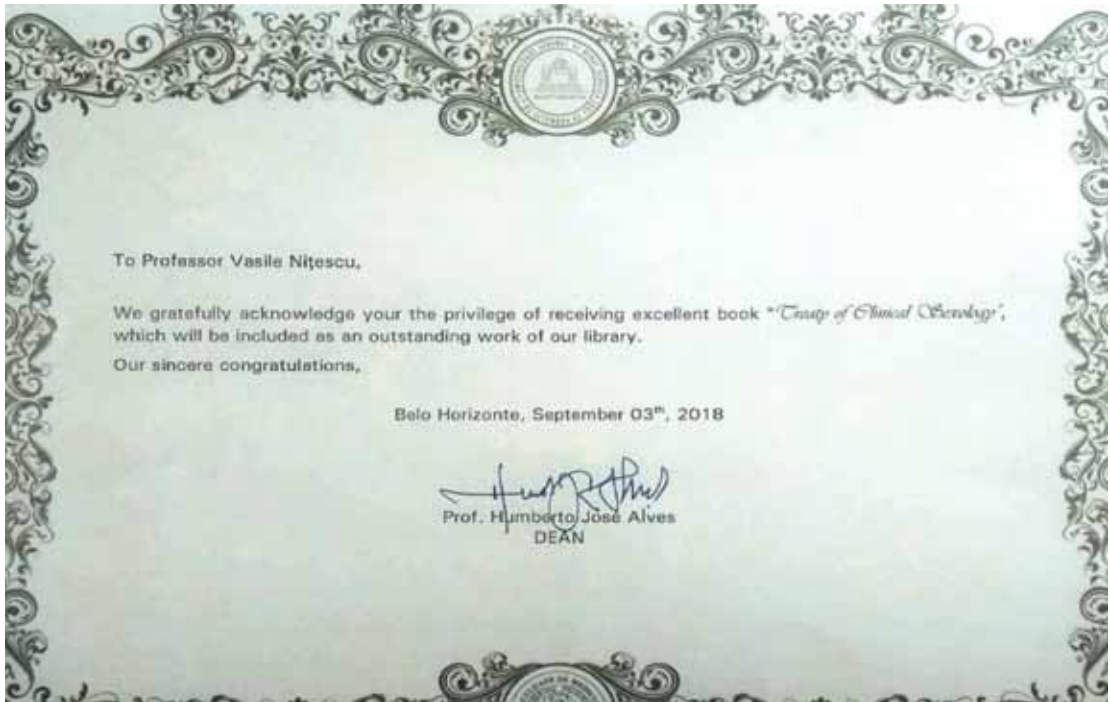 To Professor Vasile Nițescu,
We gratefully acknowledge your the privilege of receiving excellent book "Treaty of Clinical Sexology",
which will be included as an outstanding work of our library.
Our sincere congratulations,
Belo Horizonte, September 03th, 2018
Prof. Humberto José Alves
DEAN